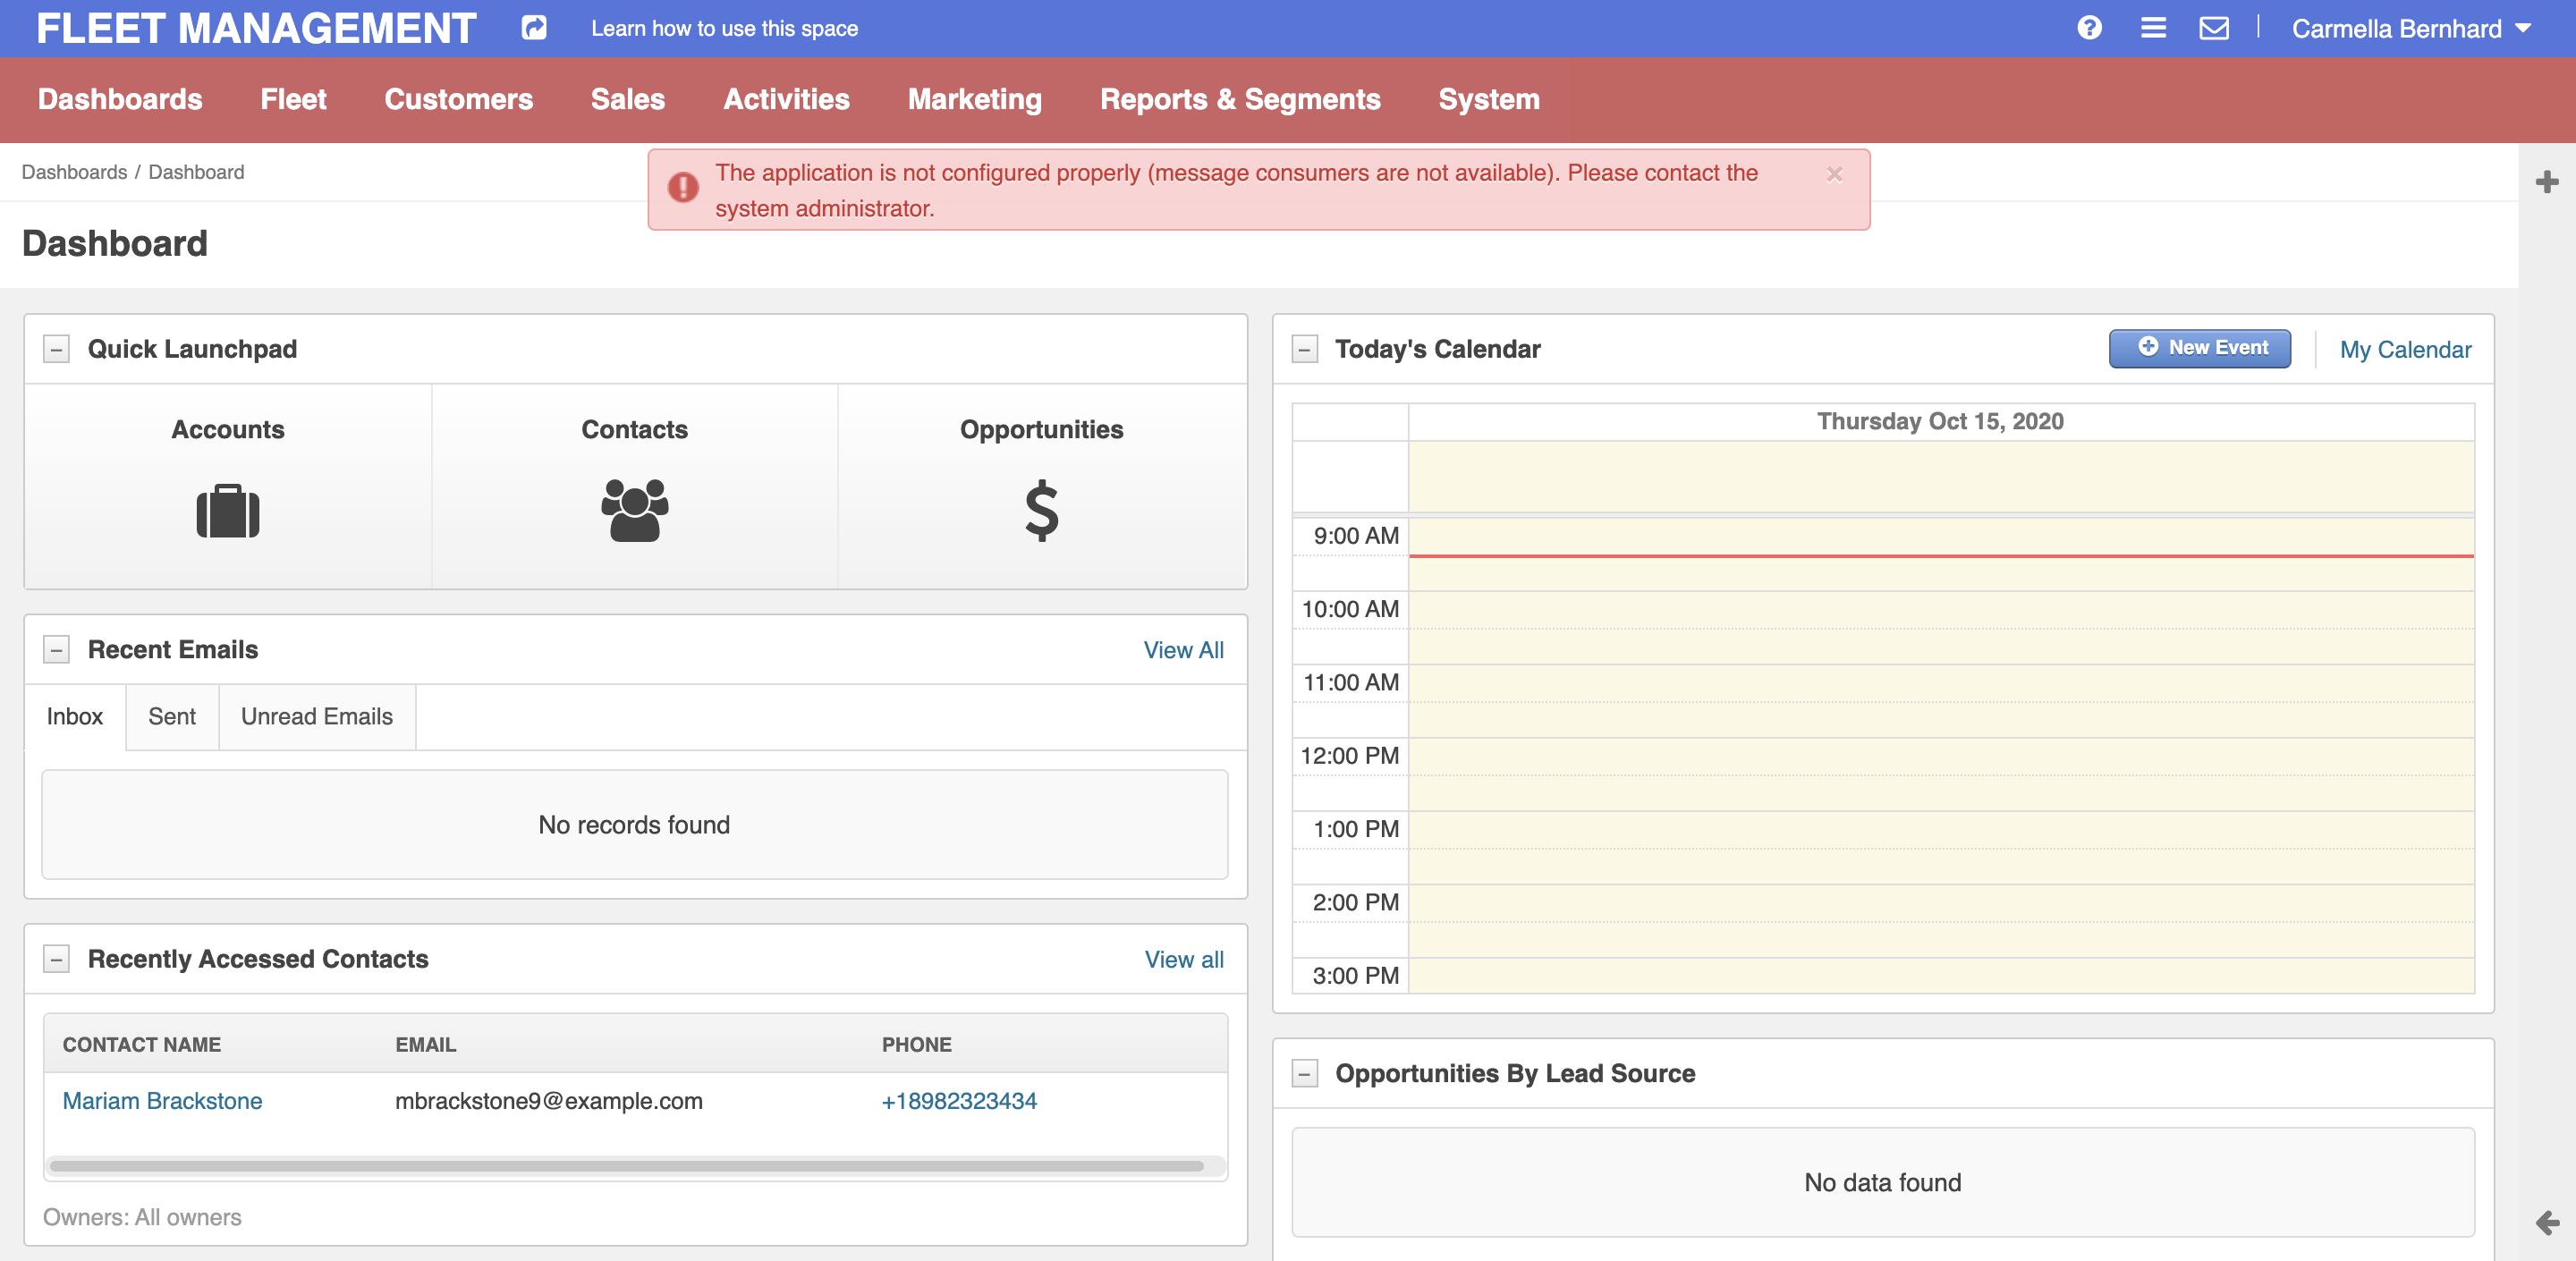 FLEET MANAGEMENT
Learn how to use this space
Carmella Bernhard
Dashboards
Fleet
Customers
Sales
Activities
Marketing
Reports & Segments
System
Dashboards / Dashboard
The application is not configured properly (message consumers are not available). Please contact the
system administrator.
Dashboard
Quick Launchpad
Accounts
Contacts
Opportunities
Recent Emails
View All
Inbox
Sent
Unread Emails
No records found
Recently Accessed Contacts
View all
CONTACT NAME
EMAIL
PHONE
Mariam Brackstone
mbrackstone9@example.com
+18982323434
Owners: All owners
Today's Calendar
New Event
My Calendar
Thursday Oct 15, 2020
9:00 AM
10:00 AM
11:00 AM
12:00 PM
1:00 PM
2:00 PM
3:00 PM
Opportunities By Lead Source
No data found